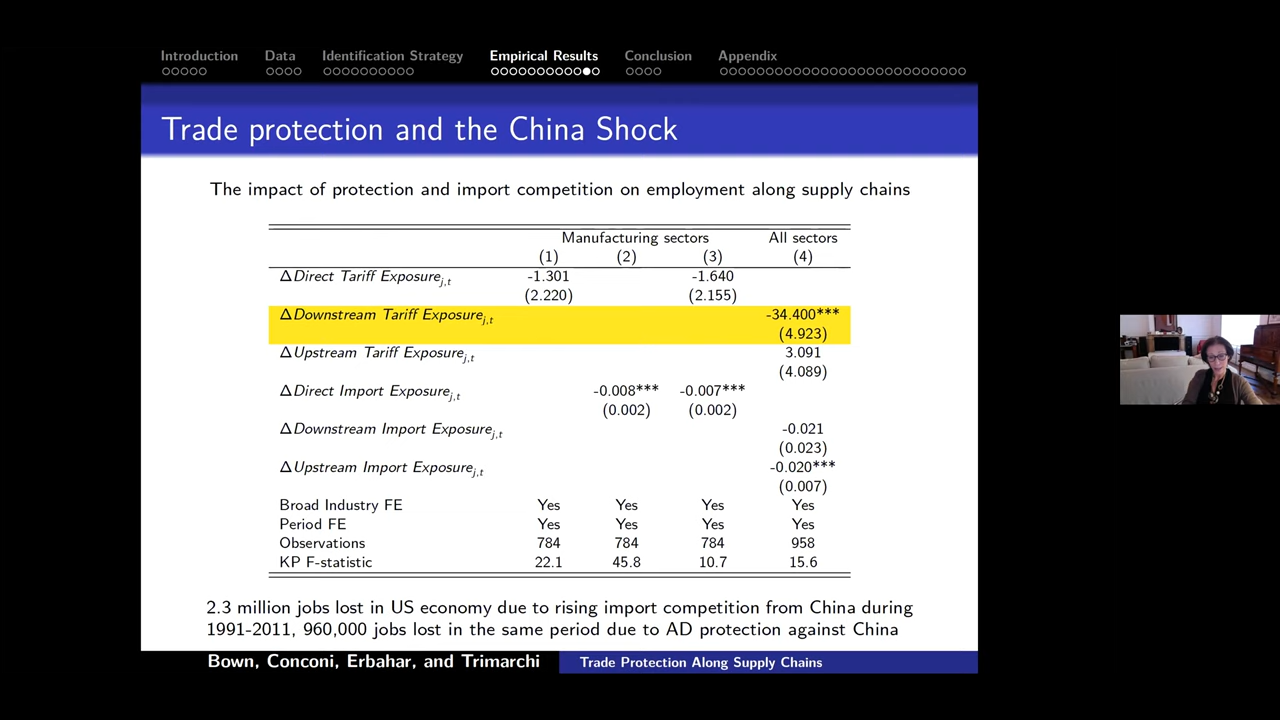 Introduction Data Identification Strategy Empirical Results Conclusion Appendix
Trade protection and the China Shock
The impact of protection and import competition on employment along supply chains
Manufacturing sectors All sectors
(1) (2) (3) (4)
ΔDirect Tariff Exposure j,t -1.301 -1.640
(2.220) (2.155)
ΔDownstream Tariff Exposure j,t -34.400***
(4.923)
ΔUpstream Tariff Exposure j,t 3.091
(4.089)
ΔDirect Import Exposure j,t -0.008*** -0.007***
(0.002) (0.002)
ΔDownstream Import Exposure j,t -0.021
(0.023)
ΔUpstream Import Exposure j,t -0.020***
(0.007)
Broad Industry FE Yes Yes Yes Yes
Period FE Yes Yes Yes Yes
Observations 784 784 784 958
KP F-statistic 22.1 45.8 10.7 15.6
2.3 million jobs lost in US economy due to rising import competition from China during
1991-2011, 960,000 jobs lost in the same period due to AD protection against China
Bown, Conconi, Erbahar, and Trimarchi Trade Protection Along Supply Chains